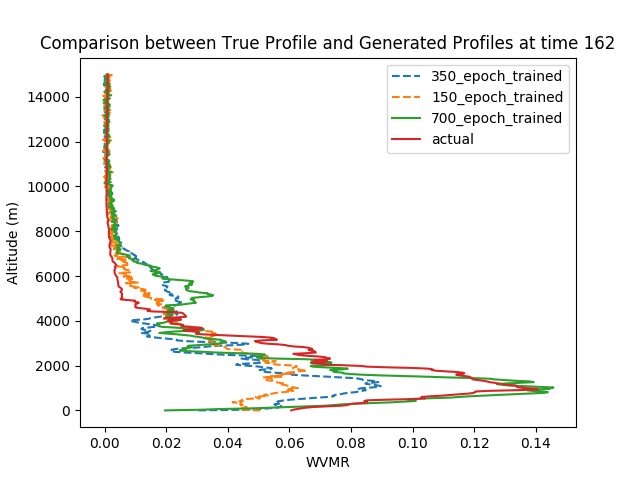 Comparison between True Profile and Generated Profiles at time 162
350_epoch_trained
150_epoch_trained
700_epoch_trained
actual
Altitude (m)
14000
12000
10000
8000
6000
4000
2000
0
0.00 0.02 0.04 0.06 0.08 0.10 0.12 0.14
WVMR